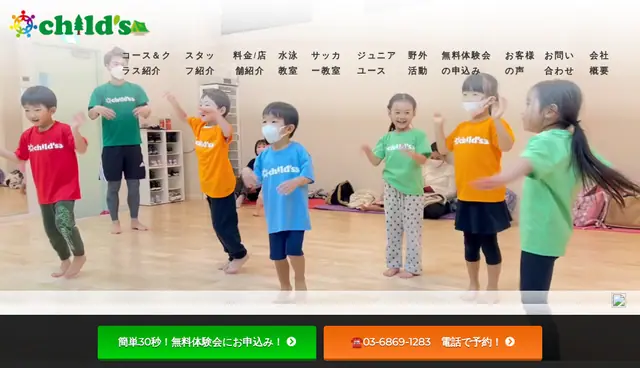 child's
コース＆ク
ラス紹介
スタッ
フ紹介
料金/店
舗紹介
水泳
教室
サッカ
ー教室
ジュニア
ユース
野外
活動
無料体験会
の申込み
お客様
の声
お問い
合わせ
会社
概要
child's
child's
child's
child's
child's
child's
child's
簡単30秒！無料体験会にお申込み！
☎03-6869-1283　電話で予約！